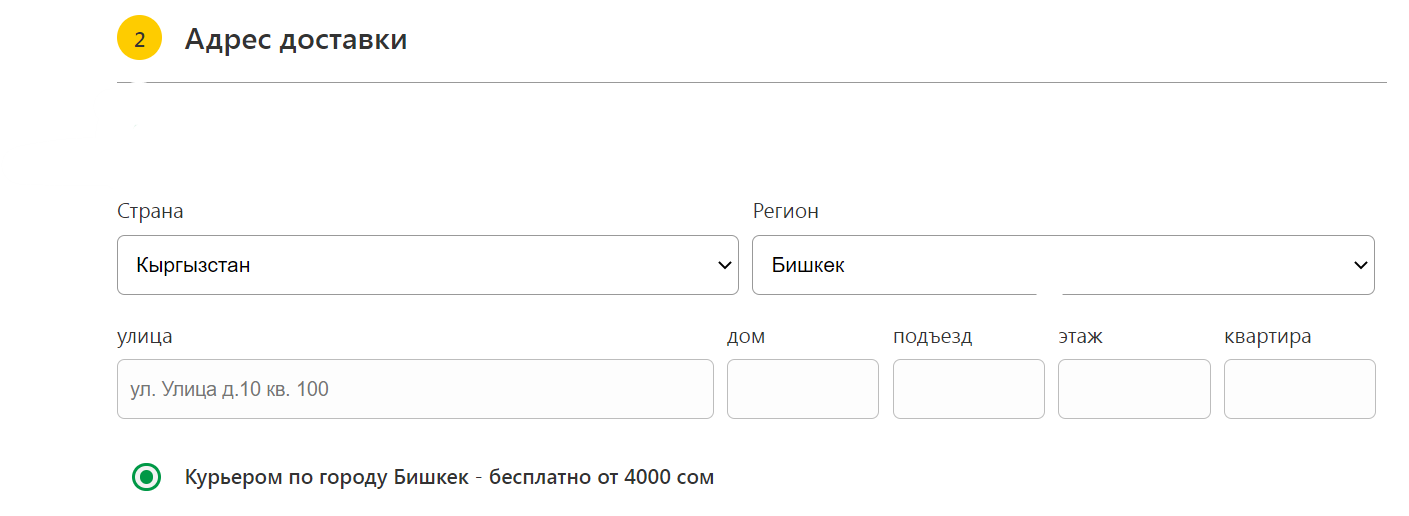 2 Адрес доставки
Страна Регион
Кыргызстан Бишкек
улица дом подъезд этаж квартира
ул. Улица д.10 кв. 100
Курьером по городу Бишкек - бесплатно от 4000 сом